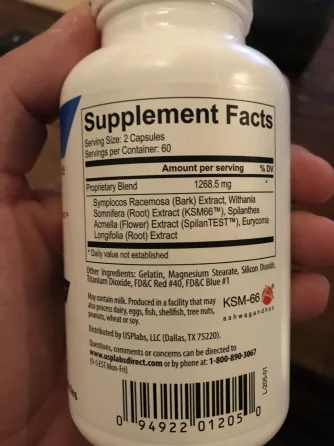 Supplement Facts
Serving Size: 2 Capsules
Servings per Container: 60
Amount per serving % DV
Proprietary Blend 1268.5 mg *
Symplocos Racemosa (Bark) Extract, Withania
Somnifera (Root) Extract (KSM66™), Spilanthes
Acmella (Flower) Extract (SpilanTEST™), Eurycoma
Longifolia (Root) Extract
* Daily value not established
Other Ingredients: Gelatin, Magnesium Stearate, Silicon Dioxide,
Titanium Dioxide, FD&C Red #40, FD&C Blue #1
May contain milk. Produced in a facility that may
also process dairy, eggs, fish, shellfish, tree nuts,
peanuts, wheat or soy.
KSM-66
ashwagandha
Distributed by USPlabs, LLC (Dallas, TX 75220).
Questions, comments or concerns can be directed to
www.usplabsdirect.com or by phone at: 1-800-890-3067
(9-5 EST Mon-Fri)
0 94922 01205 0